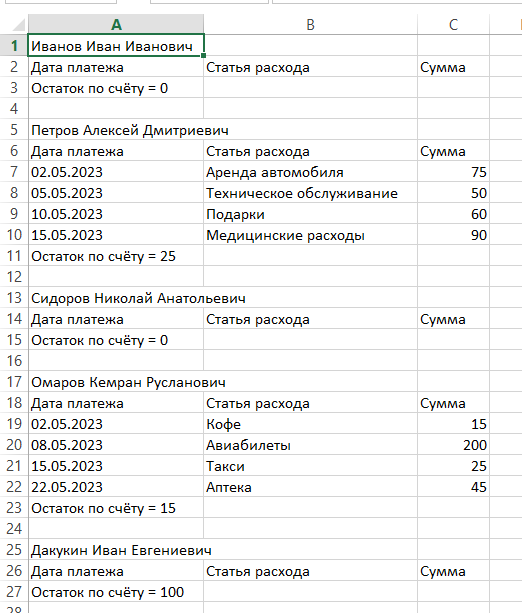 A B C
1 Иванов Иван Иванович
2 Дата платежа Статья расхода Сумма
3 Остаток по счёту = 0
4
5 Петров Алексей Дмитриевич
6 Дата платежа Статья расхода Сумма
7 02.05.2023 Аренда автомобиля 75
8 05.05.2023 Техническое обслуживание 50
9 10.05.2023 Подарки 60
10 15.05.2023 Медицинские расходы 90
11 Остаток по счёту = 25
12
13 Сидоров Николай Анатольевич
14 Дата платежа Статья расхода Сумма
15 Остаток по счёту = 0
16
17 Омаров Кемран Русланович
18 Дата платежа Статья расхода Сумма
19 02.05.2023 Кофе 15
20 08.05.2023 Авиабилеты 200
21 15.05.2023 Такси 25
22 22.05.2023 Аптека 45
23 Остаток по счёту = 15
24
25 Дакукин Иван Евгениевич
26 Дата платежа Статья расхода Сумма
27 Остаток по счёту = 100